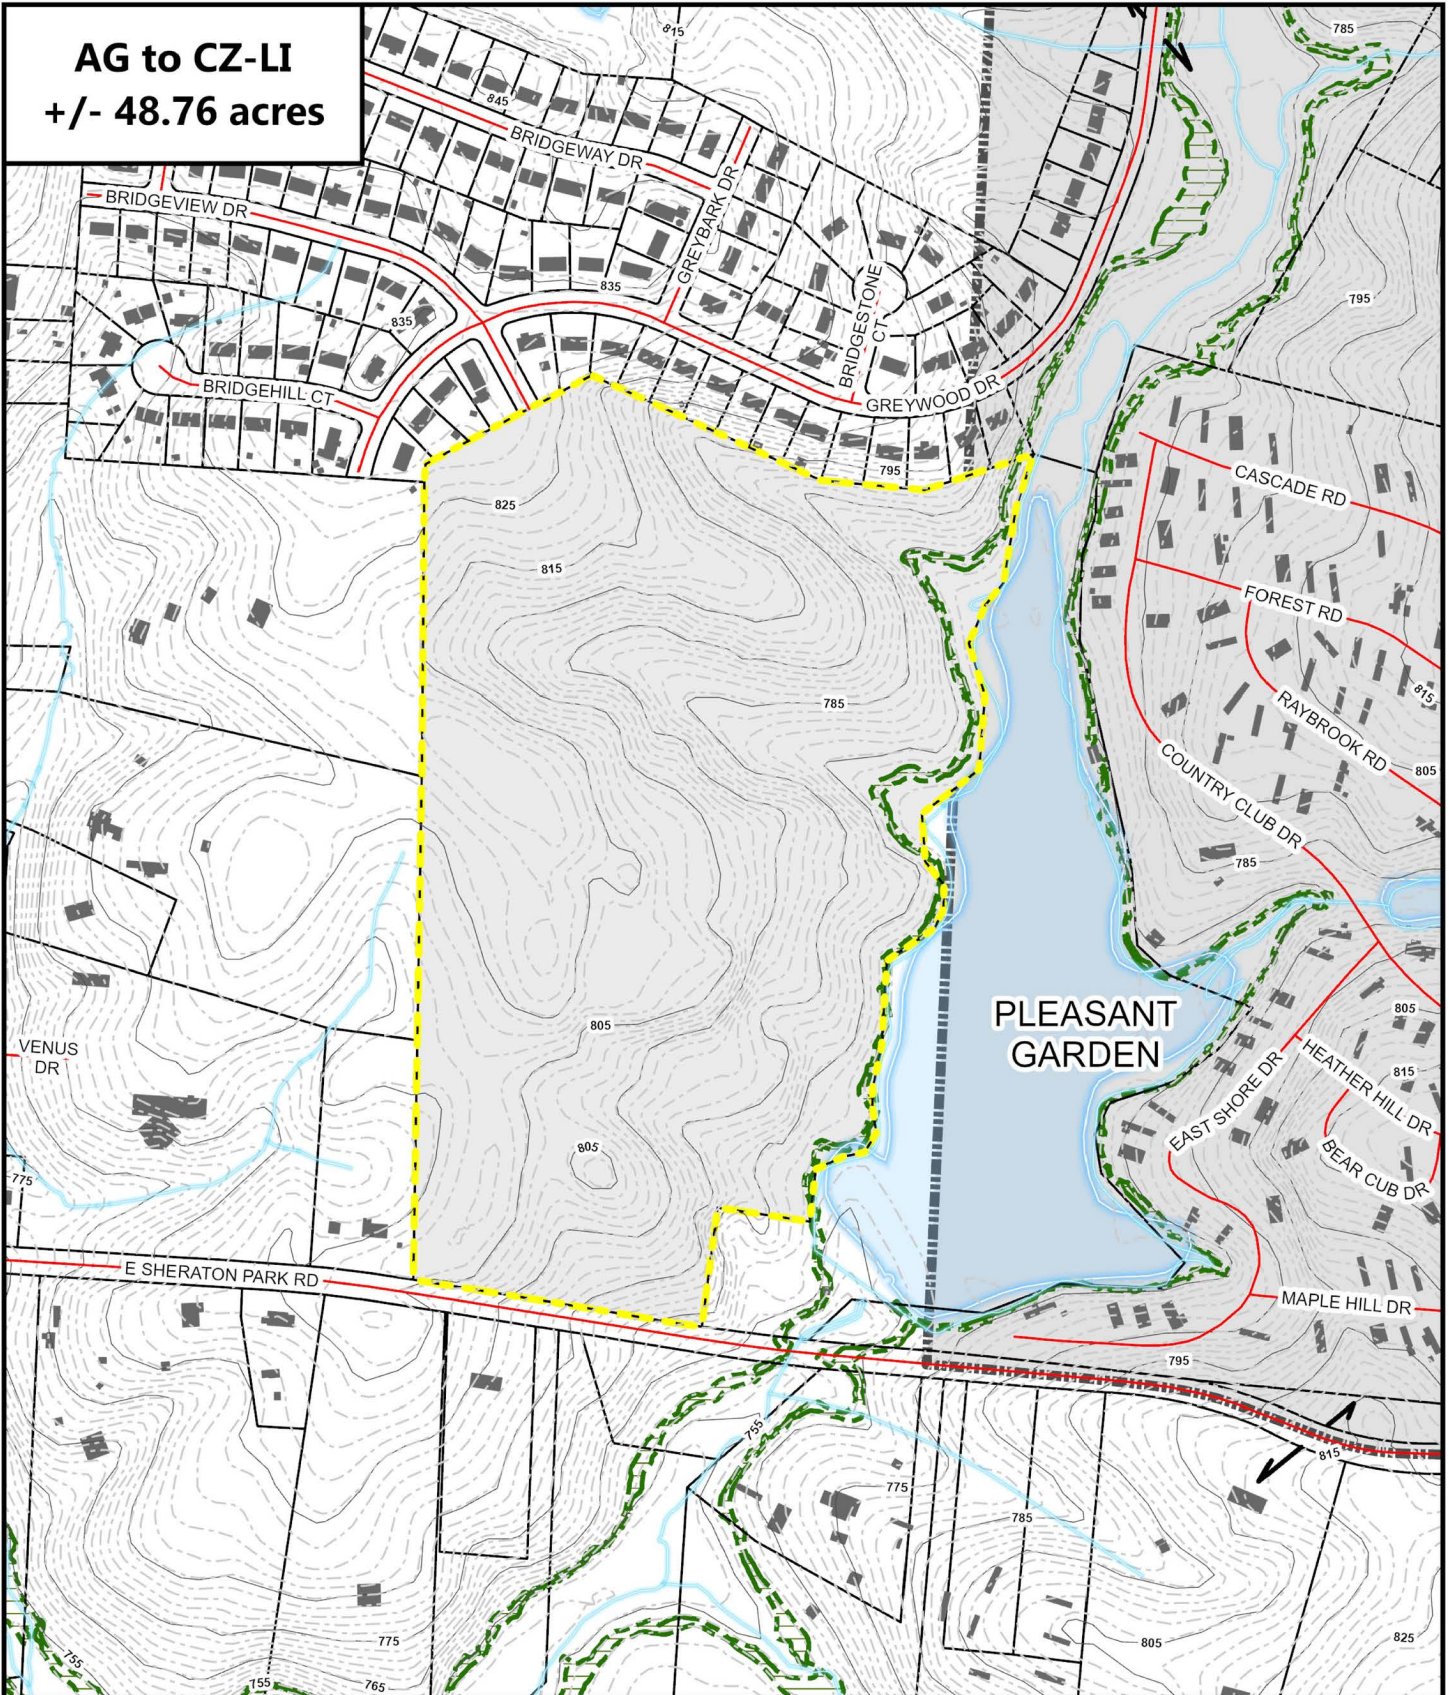 AG to CZ-LI
+/- 48.76 acres
815
785
845
BRIDGEWAY DR
GREYBARK DR
BRIDGEVIEW DR
835
835
BRIDGESTONE
CT
795
BRIDGEHILL CT
GREYWOOD DR
795
CASCADE RD
825
815
FOREST RD
785
815
RAYBROOK RD
805
COUNTRY CLUB DR
785
PLEASANT
GARDEN
805
805
VENUS
DR
HEATHER HILL DR
815
EAST SHORE DR
805
BEAR CUB DR
775
E SHERATON PARK RD
MAPLE HILL DR
795
755
815
775
785
775
805
825
755
755
765